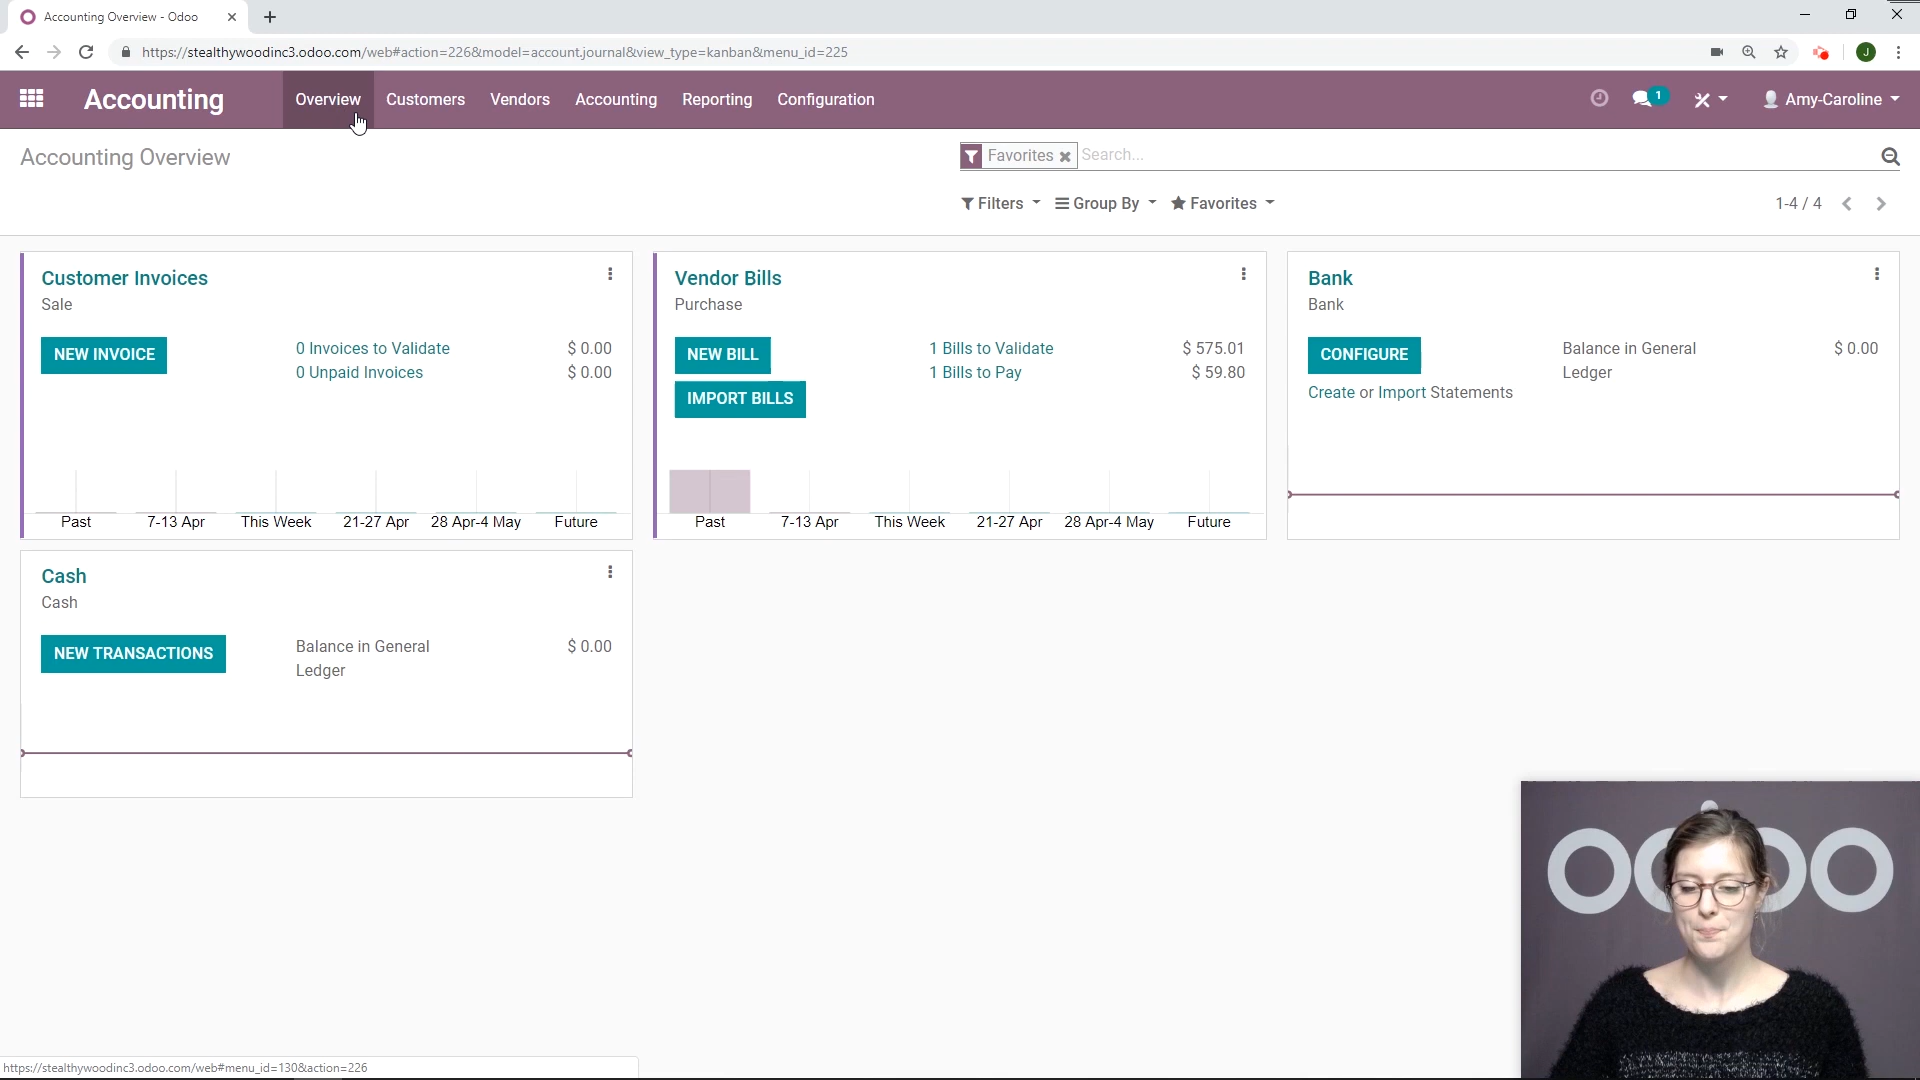 Accounting Overview - Odoo
https://stealthywoodinc3.odoo.com/web#action=226&model=account.journal&view_type=kanban&menu_id=225
J
Accounting
Overview
Customers
Vendors
Accounting
Reporting
Configuration
1
Amy-Caroline
Accounting Overview
Favorites
Search...
Filters
Group By
Favorites
1-4 / 4
Customer Invoices
Sale
NEW INVOICE
0 Invoices to Validate $ 0.00
0 Unpaid Invoices $ 0.00
Past 7-13 Apr This Week 21-27 Apr 28 Apr-4 May Future
Vendor Bills
Purchase
NEW BILL
IMPORT BILLS
1 Bills to Validate $ 575.01
1 Bills to Pay $ 59.80
Past 7-13 Apr This Week 21-27 Apr 28 Apr-4 May Future
Bank
Bank
CONFIGURE
Create or Import Statements
Balance in General $ 0.00
Ledger
Cash
Cash
NEW TRANSACTIONS
Balance in General $ 0.00
Ledger
odoo
https://stealthywoodinc3.odoo.com/web#menu_id=130&action=226